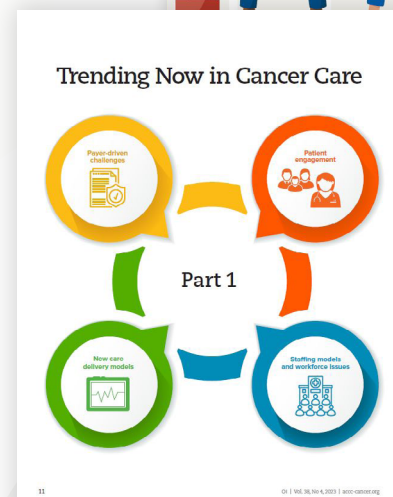 Trending Now in Cancer Care
Payer-driven
challenges
Patient
engagement
Part 1
New care
delivery models
Staffing models
and workforce issues
11
OI | Vol. 38, No 4, 2023 | accc-cancer.org